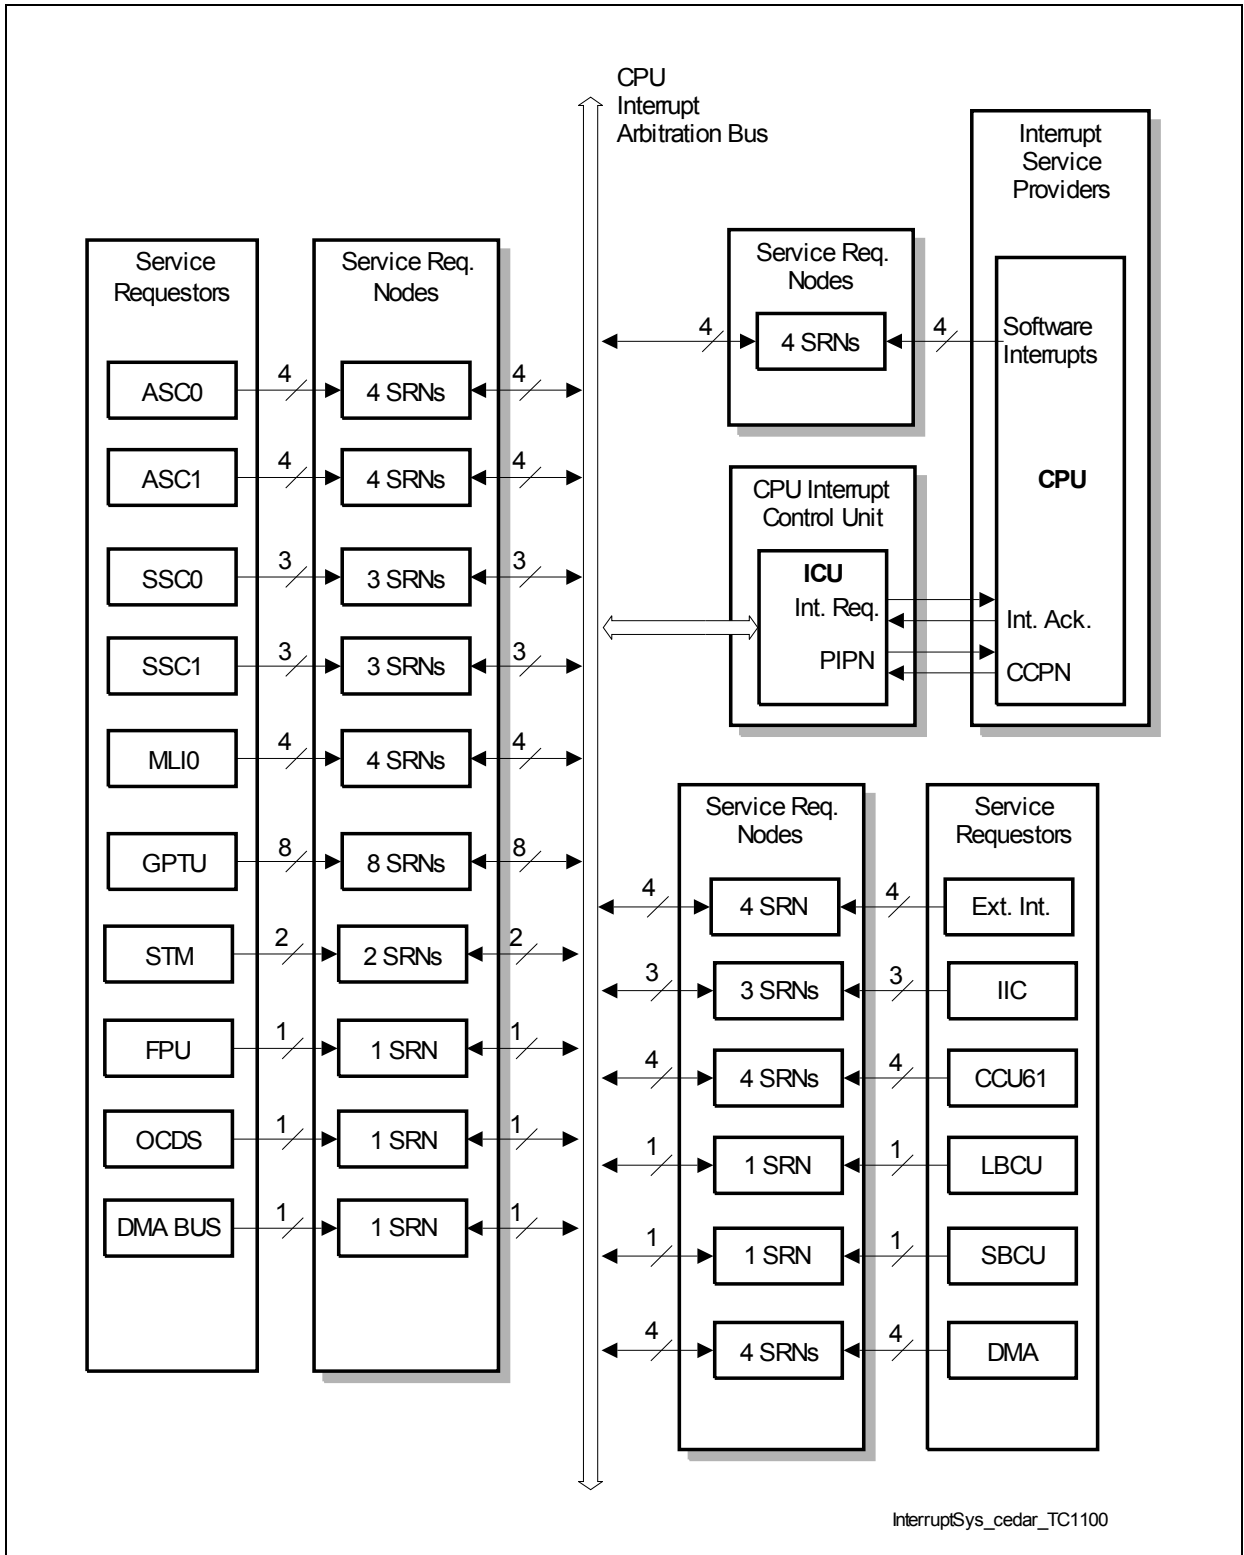 CPU
Interrupt
Arbitration Bus
Interrupt
Service
Providers
Service
Requestors
Service Req.
Nodes
Service Req.
Nodes
4 4 SRNs 4 Software
Interrupts
ASC0 4 4 SRNs 4
ASC1 4 4 SRNs 4
CPU
CPU Interrupt
Control Unit
SSC0 3 3 SRNs 3
ICU
Int. Req.
Int. Ack.
SSC1 3 3 SRNs 3
PIPN
CCPN
MLI0 4 4 SRNs 4
Service Req.
Nodes
Service
Requestors
GPTU 8 8 SRNs 8
4 4 SRN 4 Ext. Int.
STM 2 2 SRNs 2
3 3 SRNs 3 IIC
FPU 1 1 SRN 1
4 4 SRNs 4 CCU61
OCDS 1 1 SRN 1
1 1 SRN 1 LBCU
DMA BUS 1 1 SRN 1
1 1 SRN 1 SBCU
4 4 SRNs 4 DMA
InterruptSys_cedar_TC1100